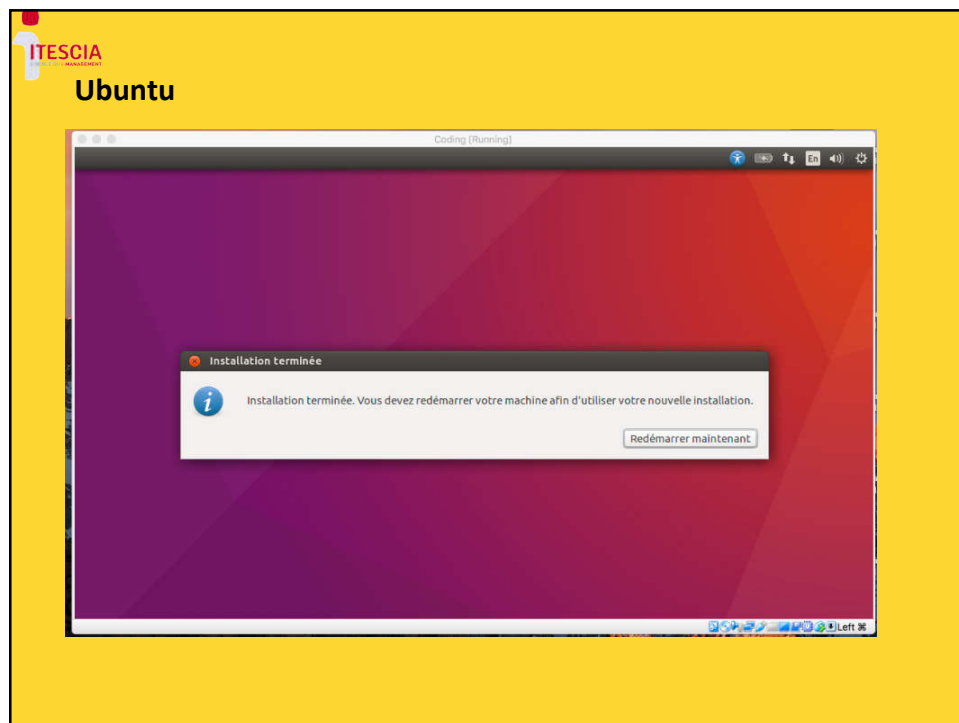 ITESCIA
Ubuntu
Coding [Running]
En
Installation terminée
Installation terminée. Vous devez redémarrer votre machine afin d'utiliser votre nouvelle installation.
Redémarrer maintenant
Left ⌘